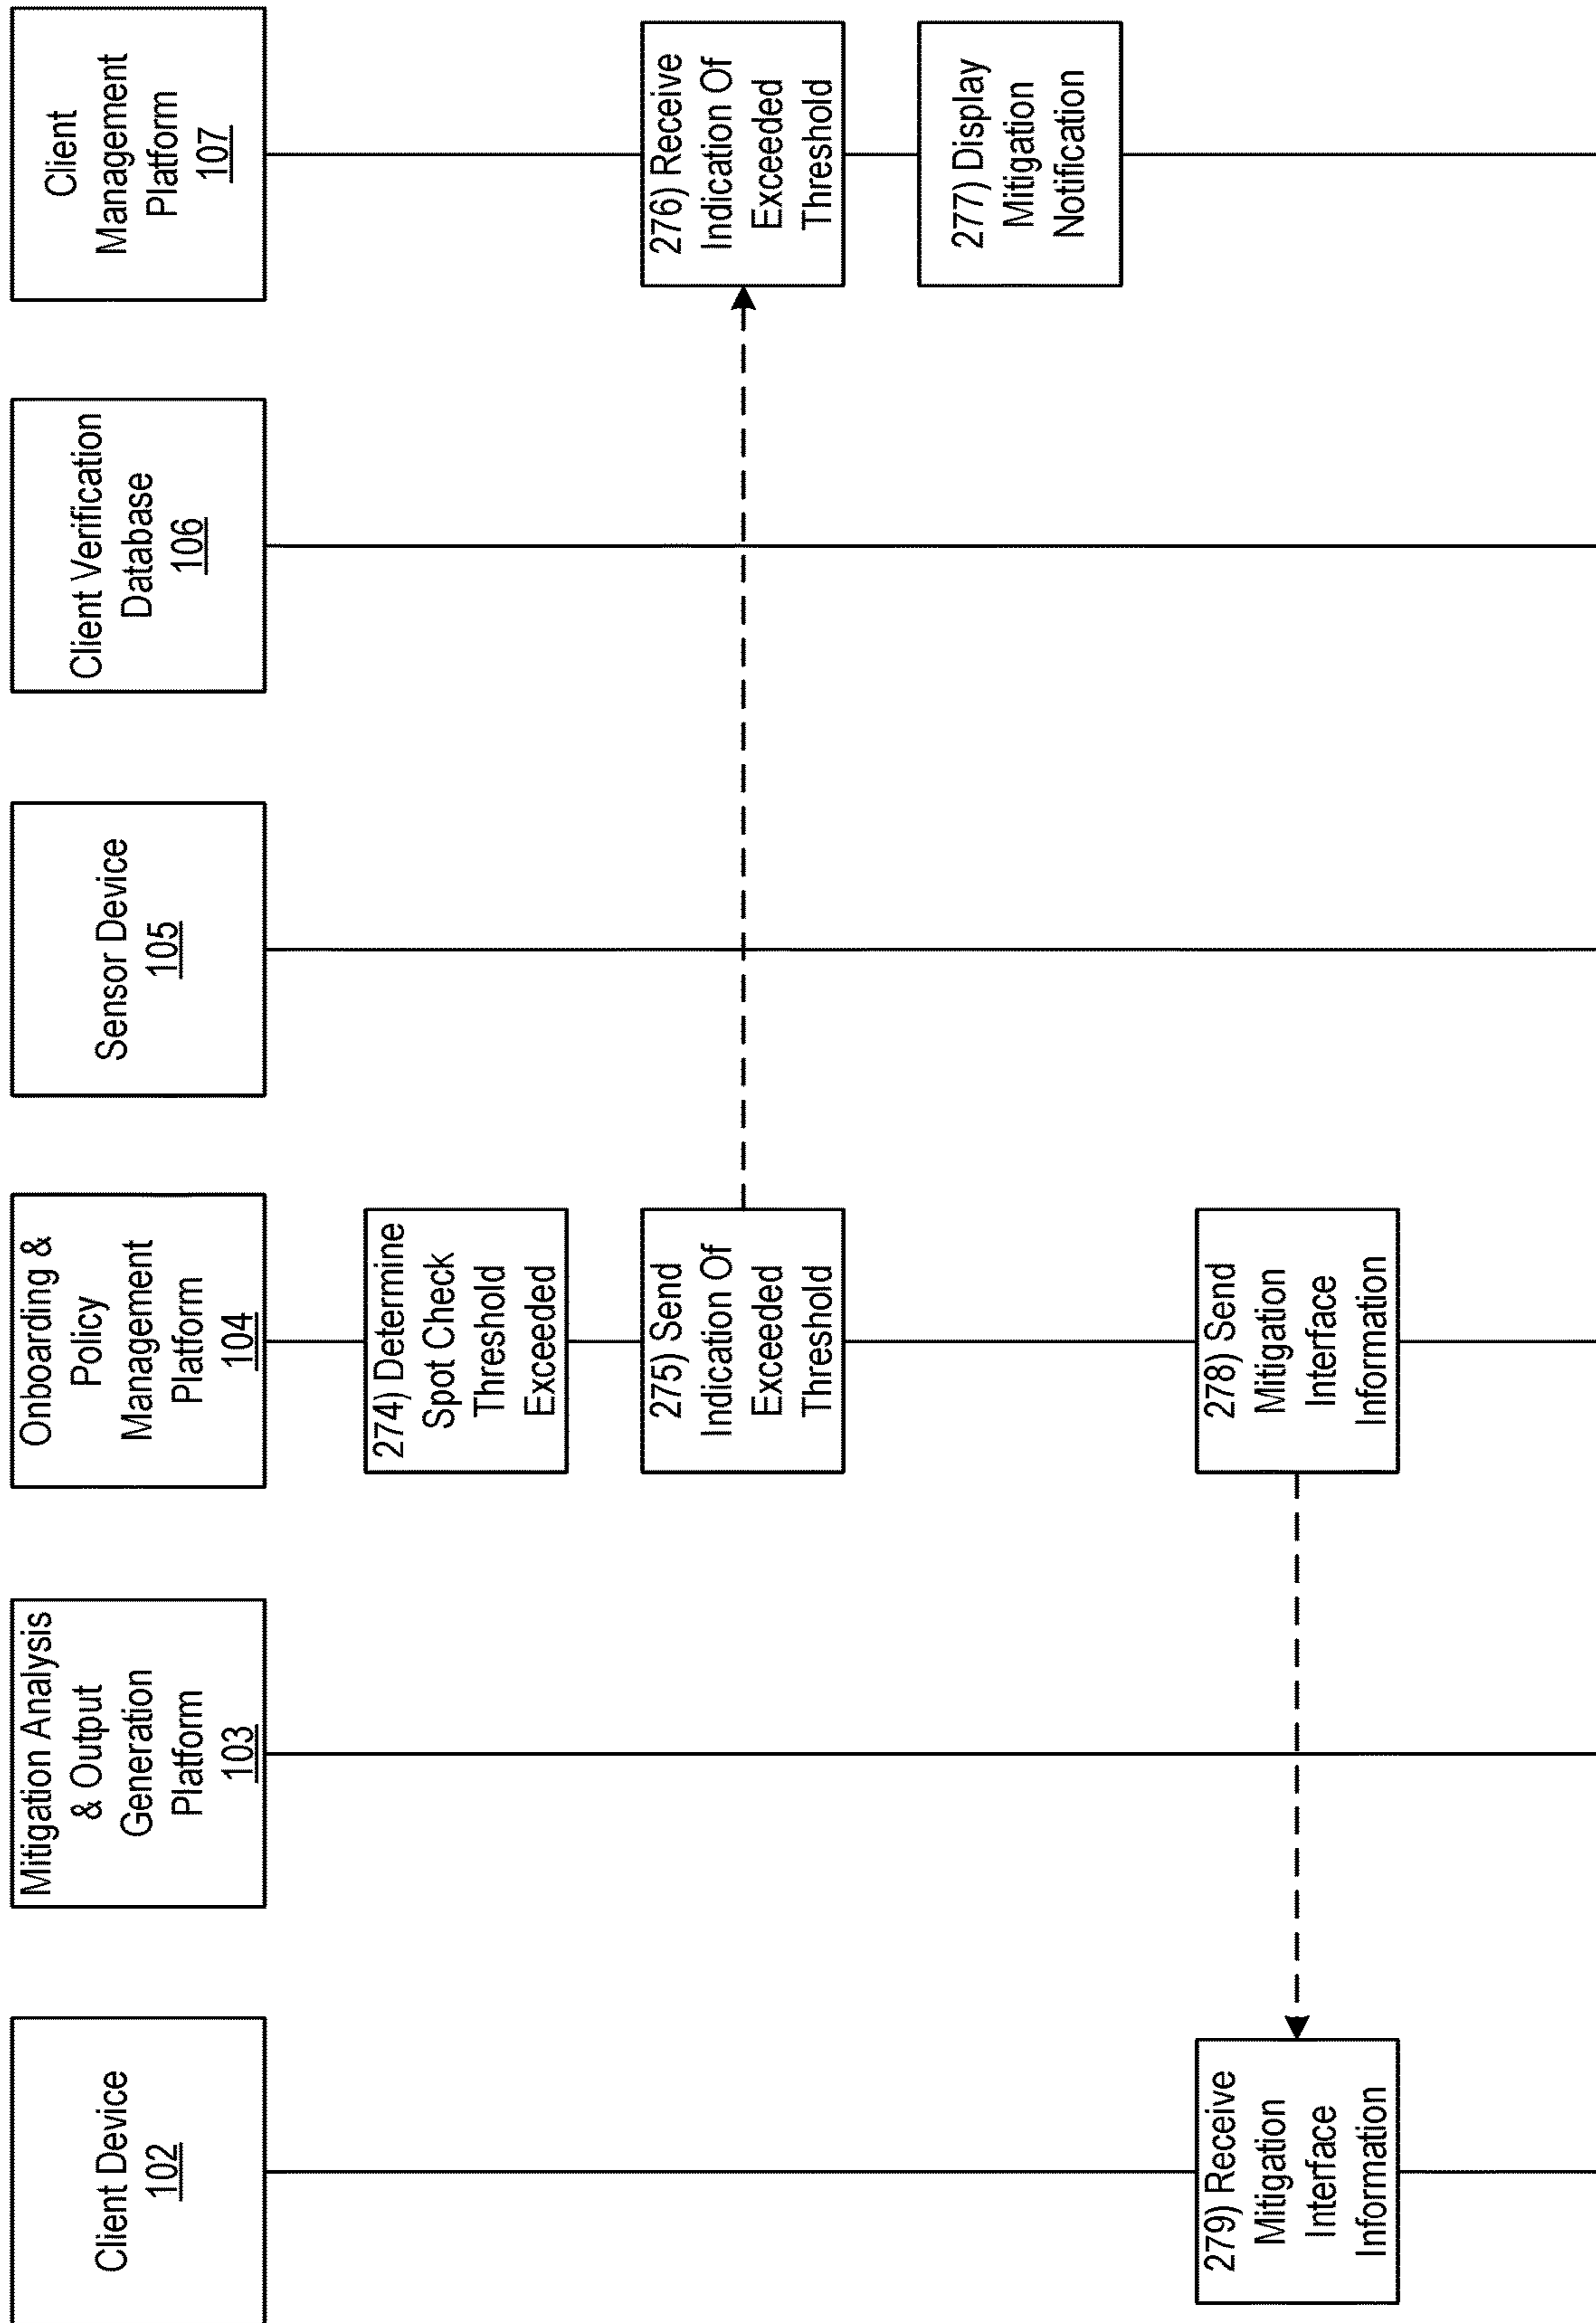 Client Device
102
Mitigation Analysis
& Output
Generation
Platform
103
Onboarding &
Policy
Management
Platform
104
Sensor Device
105
Client Verification
Database
106
Client
Management
Platform
107
274) Determine
Spot Check
Threshold
Exceeded
275) Send
Indication Of
Exceeded
Threshold
276) Receive
Indication Of
Exceeded
Threshold
277) Display
Mitigation
Notification
279) Receive
Mitigation
Interface
Information
278) Send
Mitigation
Interface
Information